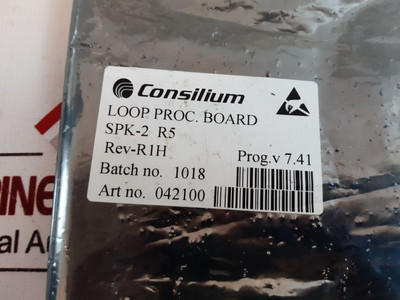 Consilium
LOOP PROC. BOARD
SPK-2 R5
Rev-R1H Prog.v 7.41
Batch no. 1018
Art no. 042100